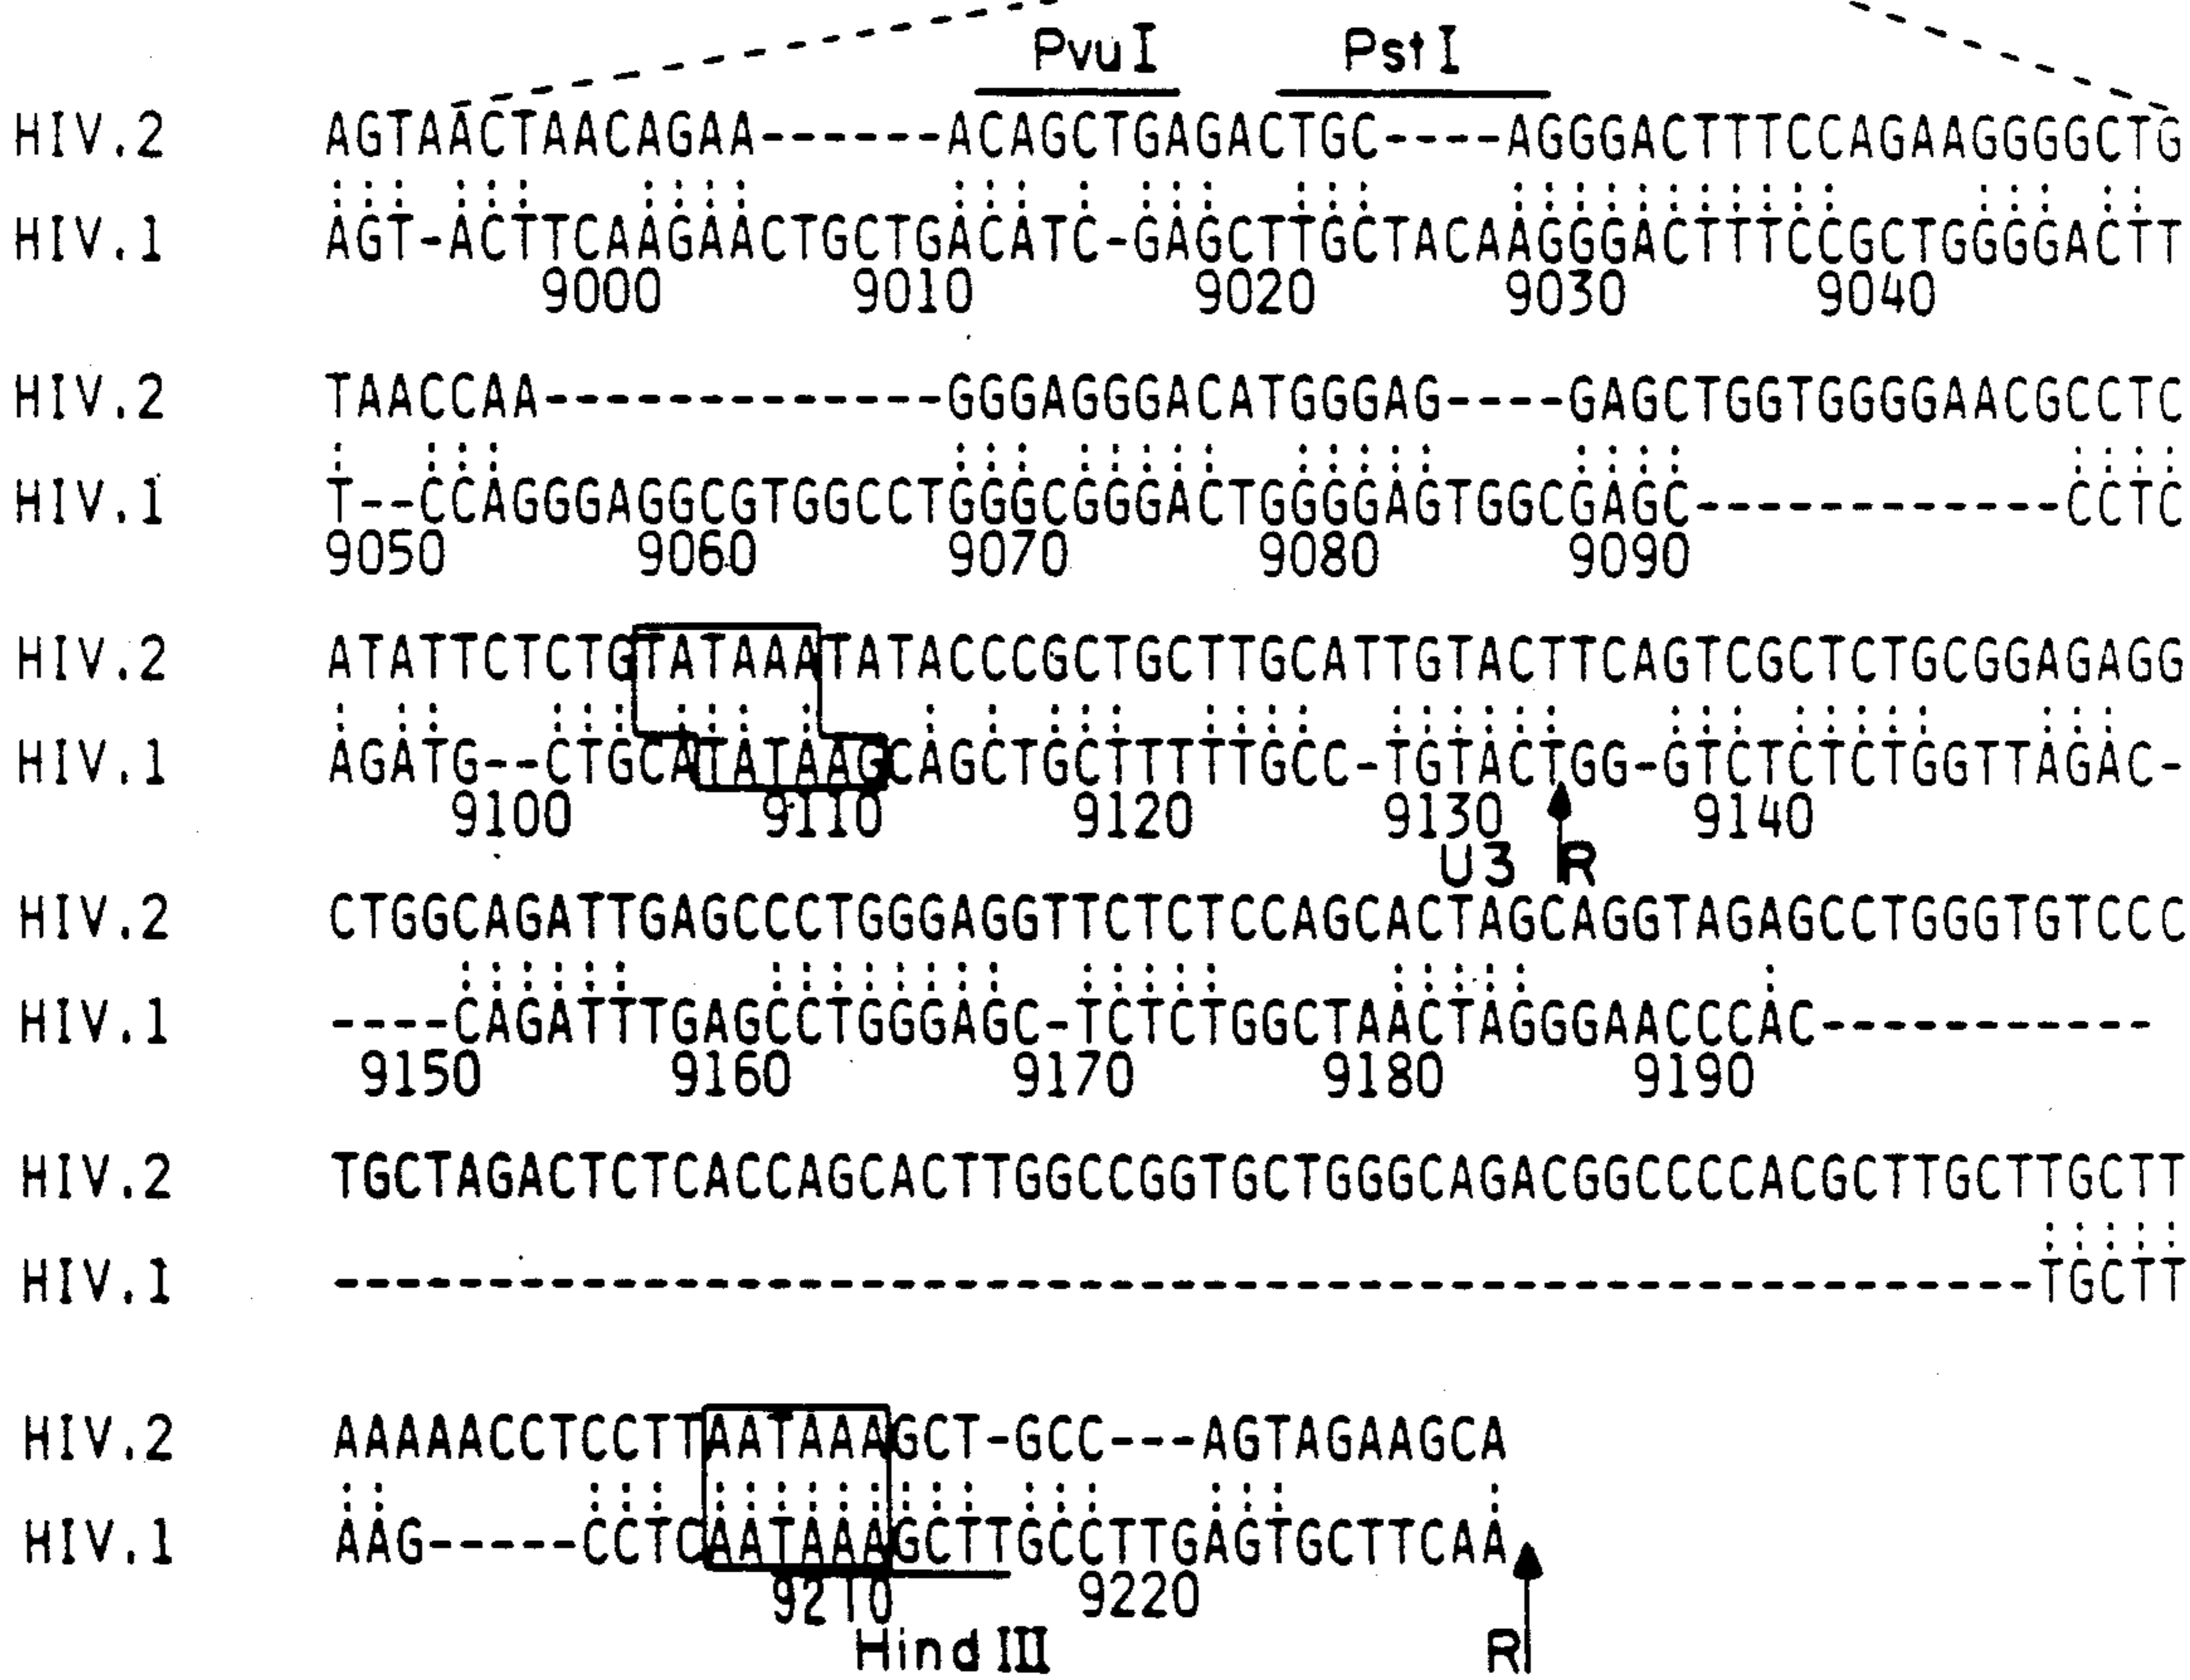 PvuI PstI
HIV.2 AGTAACTAACAGAA------ACAGCTGAGACTGC----AGGGACTTTCCAGAAGGGGCTG
HIV.1 AGT-ACTTCAAGAACTGCTGACATC-GAGCTTGCTACAAGGGACTTTCCGCTGGGGACTT
9000 9010 9020 9030 9040
HIV.2 TAACCAA-------------GGGAGGGACATGGGAG----GAGCTGGTGGGGAACGCCTC
HIV.1 T--CCAGGGAGGCGTGGCCTGGGCGGGACTGGGGAGTGGCGAGC------------CCTC
9050 9060 9070 9080 9090
HIV.2 ATATTCTCTGTATAAATATACCCGCTGCTTGCATTGTACTTCAGTCGCTCTGCGGAGAGG
HIV.1 AGATG--CTGCATATAAGCAGCTGCTTTTTGCC-TGTACTGG-GTCTCTCTGGTTAGAC-
9100 9110 9120 9130 9140
U3 R
HIV.2 CTGGCAGATTGAGCCCTGGGAGGTTCTCTCCAGCACTAGCAGGTAGAGCCTGGGTGTCCC
HIV.1 ----CAGATTTGAGCCTGGGAGC-TCTCTGGCTAACTAGGGAACCCAC-----------
9150 9160 9170 9180 9190
HIV.2 TGCTAGACTCTCACCAGCACTTGGCCGGTGCTGGGCAGACGGCCCCACGCTTGCTTGCTT
HIV.1 -------------------------------------------------------TGCTT
HIV.2 AAAAACCTCCTTAATAAAGCT-GCC---AGTAGAAGCA
HIV.1 AAG-----CCTCAATAAAGCTTGCCTTGAGTGCTTCAA
9210 9220
Hind III R